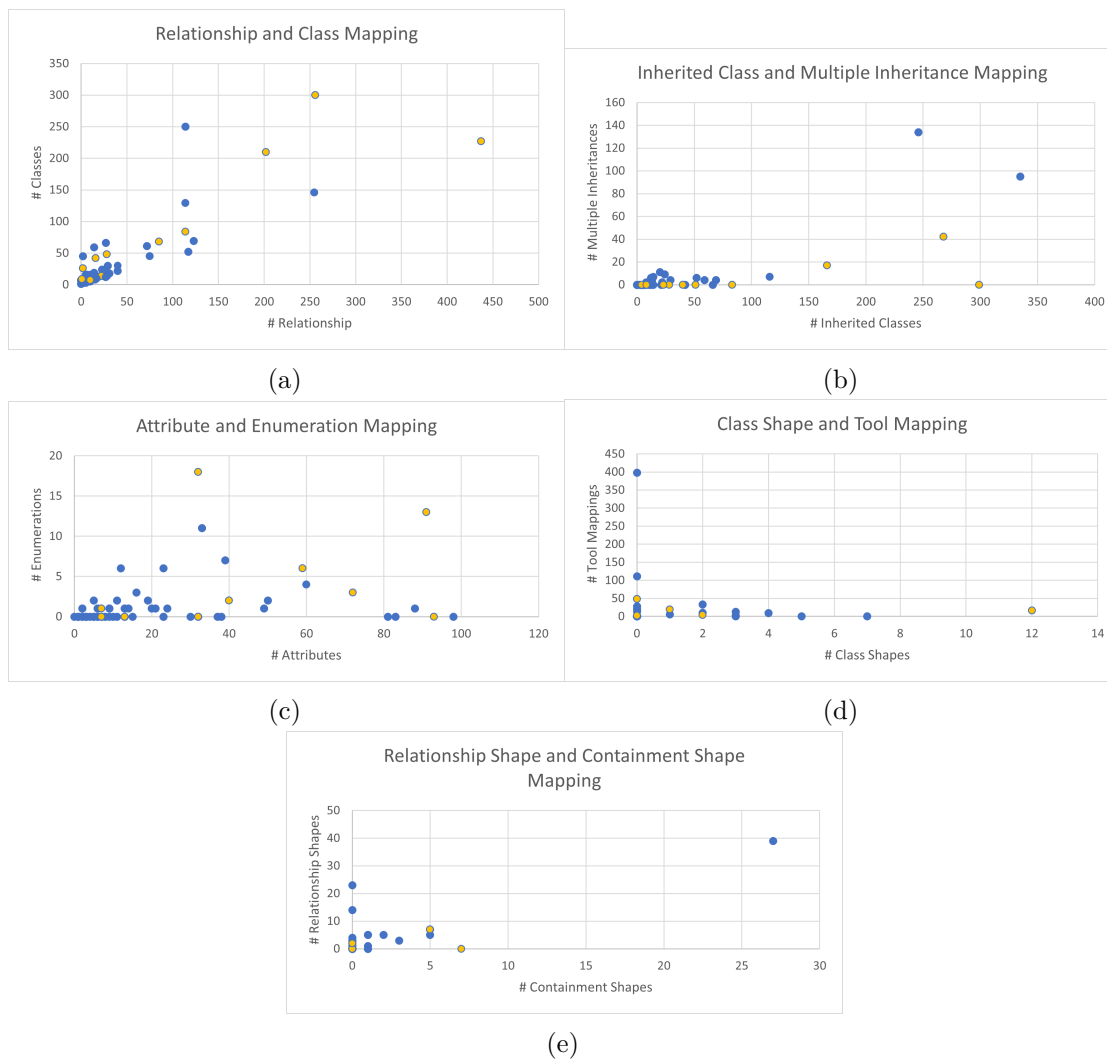 Relationship and Class Mapping
350
300
250
200
150
100
50
0
# Classes
0 50 100 150 200 250 300 350 400 450 500
# Relationship
(a)
Inherited Class and Multiple Inheritance Mapping
160
140
120
100
80
60
40
20
0
# Multiple Inheritances
0 50 100 150 200 250 300 350 400
# Inherited Classes
(b)
Attribute and Enumeration Mapping
20
15
10
5
0
# Enumerations
0 20 40 60 80 100 120
# Attributes
(c)
Class Shape and Tool Mapping
450
400
350
300
250
200
150
100
50
0
# Tool Mappings
0 2 4 6 8 10 12 14
# Class Shapes
(d)
Relationship Shape and Containment Shape
Mapping
50
40
30
20
10
0
# Relationship Shapes
0 5 10 15 20 25 30
# Containment Shapes
(e)